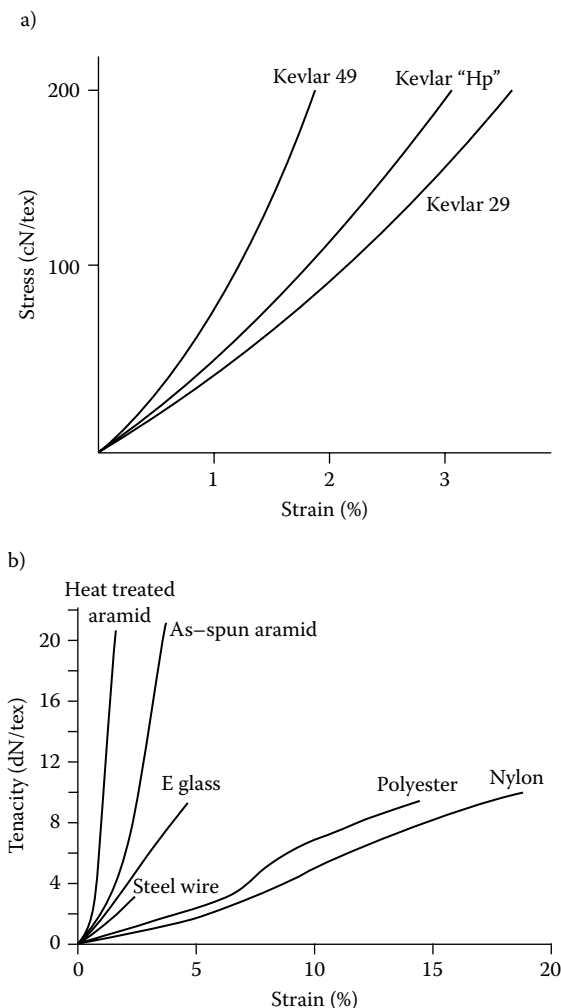 a)
Kevlar 49
Kevlar “Hp”
200
Kevlar 29
Stress (cN/tex)
100
1
2
3
Strain (%)
b)
Heat treated
aramid
As–spun aramid
20
16
Tenacity (dN/tex)
12
E glass
Polyester
Nylon
8
4
Steel wire
0
0
5
10
15
20
Strain (%)